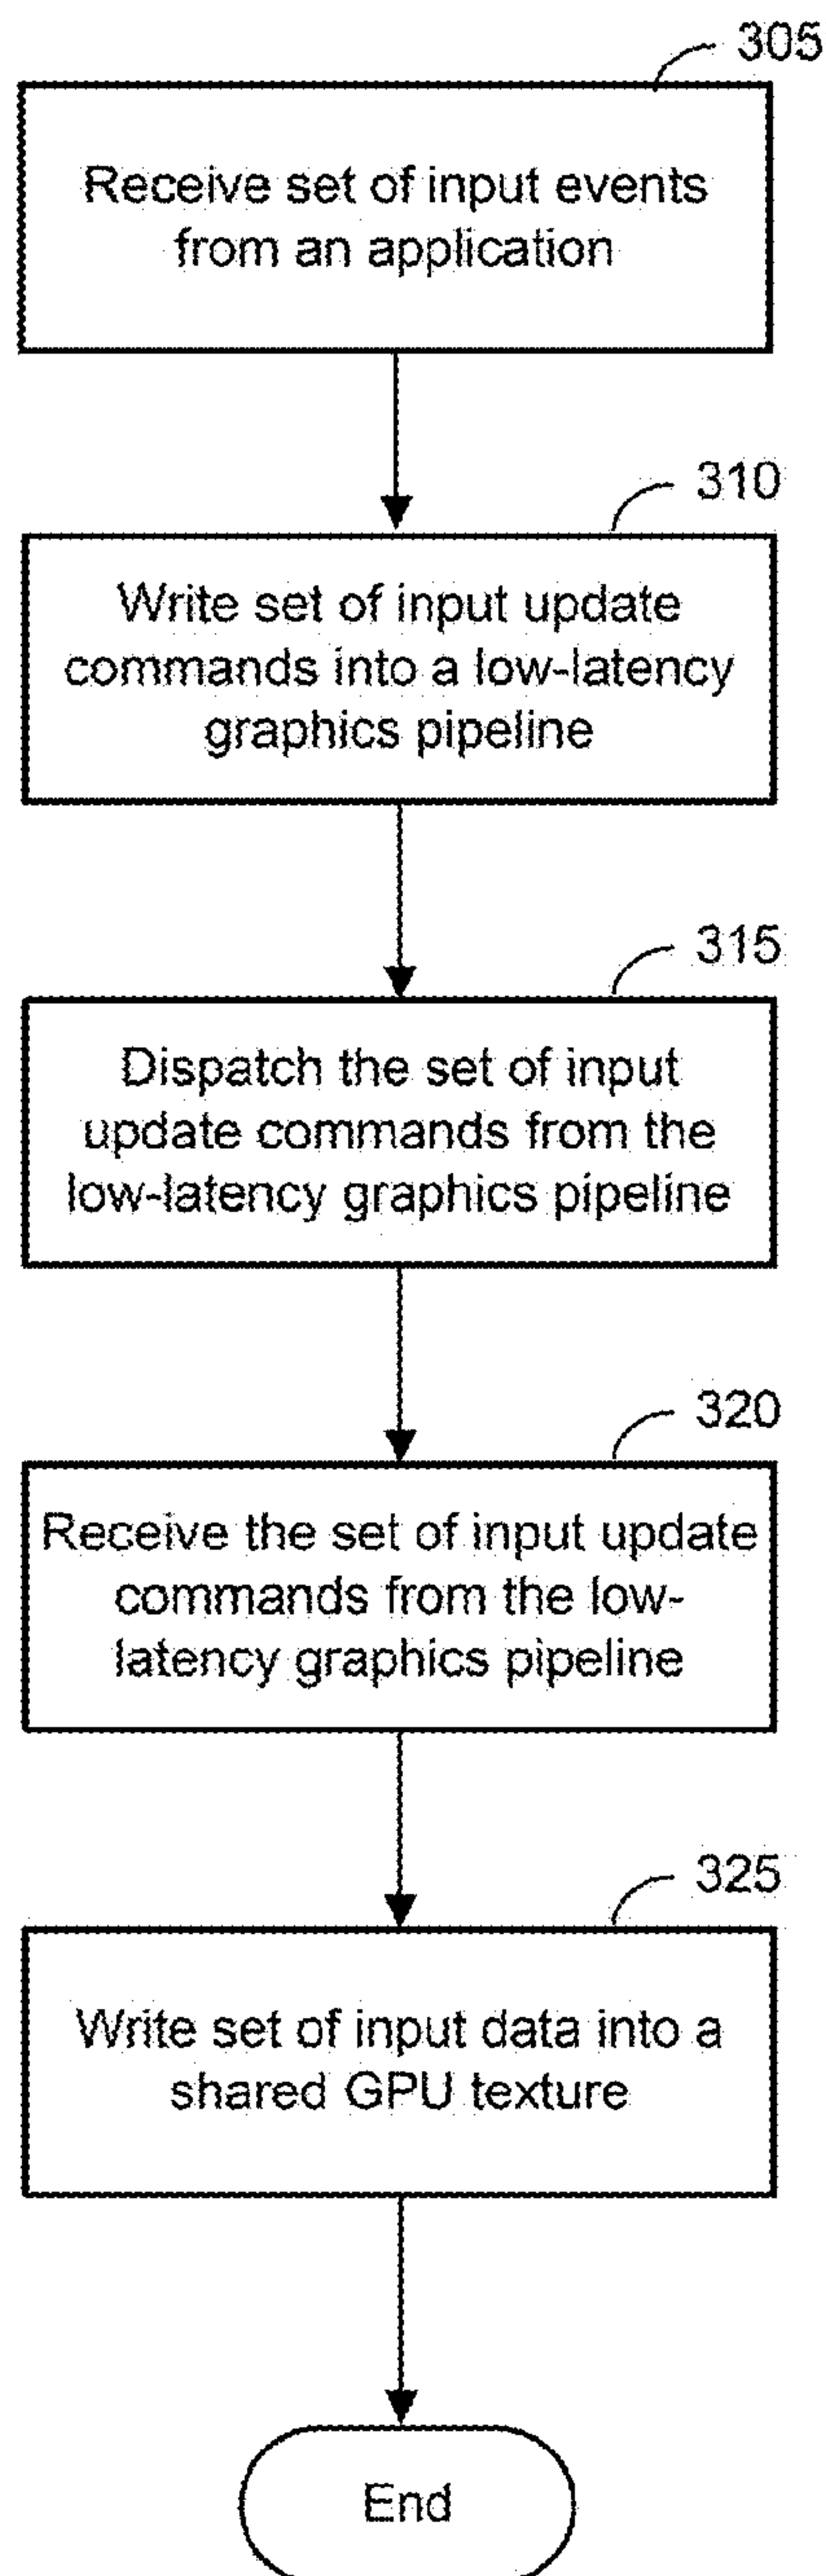 305
Receive set of input events
from an application
310
Write set of input update
commands into a low-latency
graphics pipeline
315
Dispatch the set of input
update commands from the
low-latency graphics pipeline
320
Receive the set of input update
commands from the low-
latency graphics pipeline
325
Write set of input data into a
shared GPU texture
End